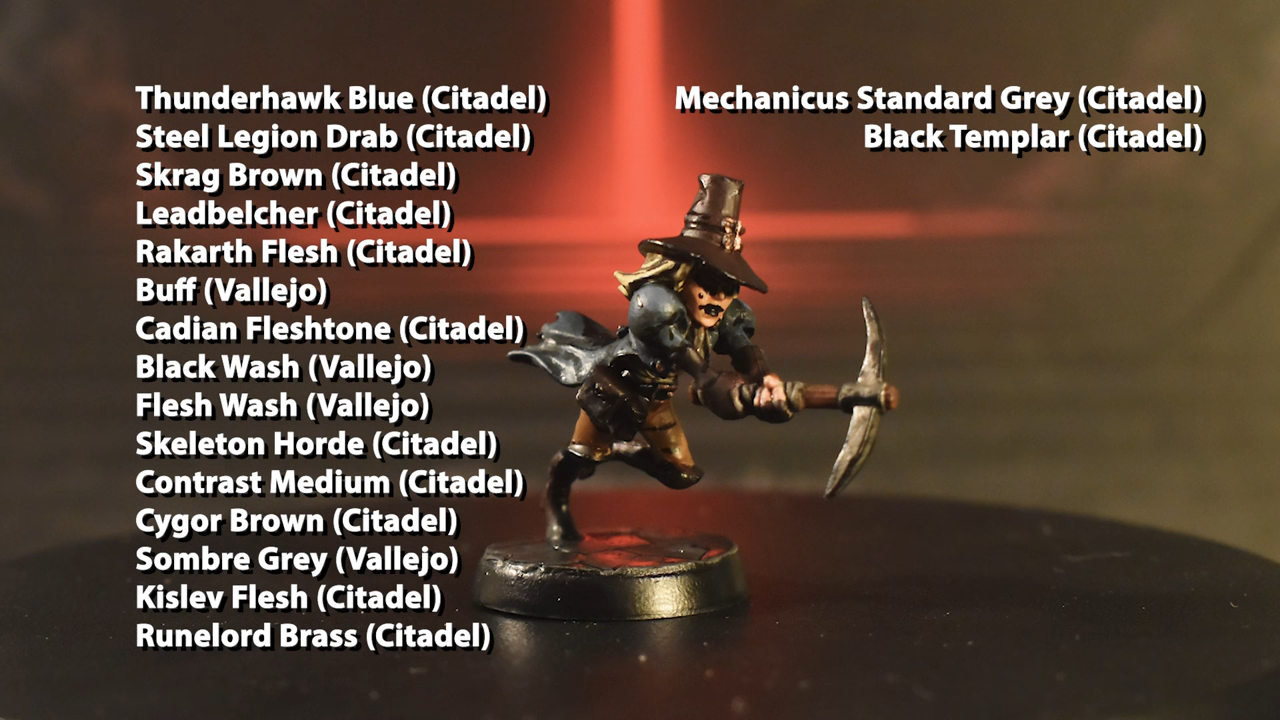 Thunderhawk Blue (Citadel)
Steel Legion Drab (Citadel)
Skrag Brown (Citadel)
Leadbelcher (Citadel)
Rakarth Flesh (Citadel)
Buff (Vallejo)
Cadian Fleshtone (Citadel)
Black Wash (Vallejo)
Flesh Wash (Vallejo)
Skeleton Horde (Citadel)
Contrast Medium (Citadel)
Cygor Brown (Citadel)
Sombre Grey (Vallejo)
Kislev Flesh (Citadel)
Runelord Brass (Citadel)
Mechanicus Standard Grey (Citadel)
Black Templar (Citadel)